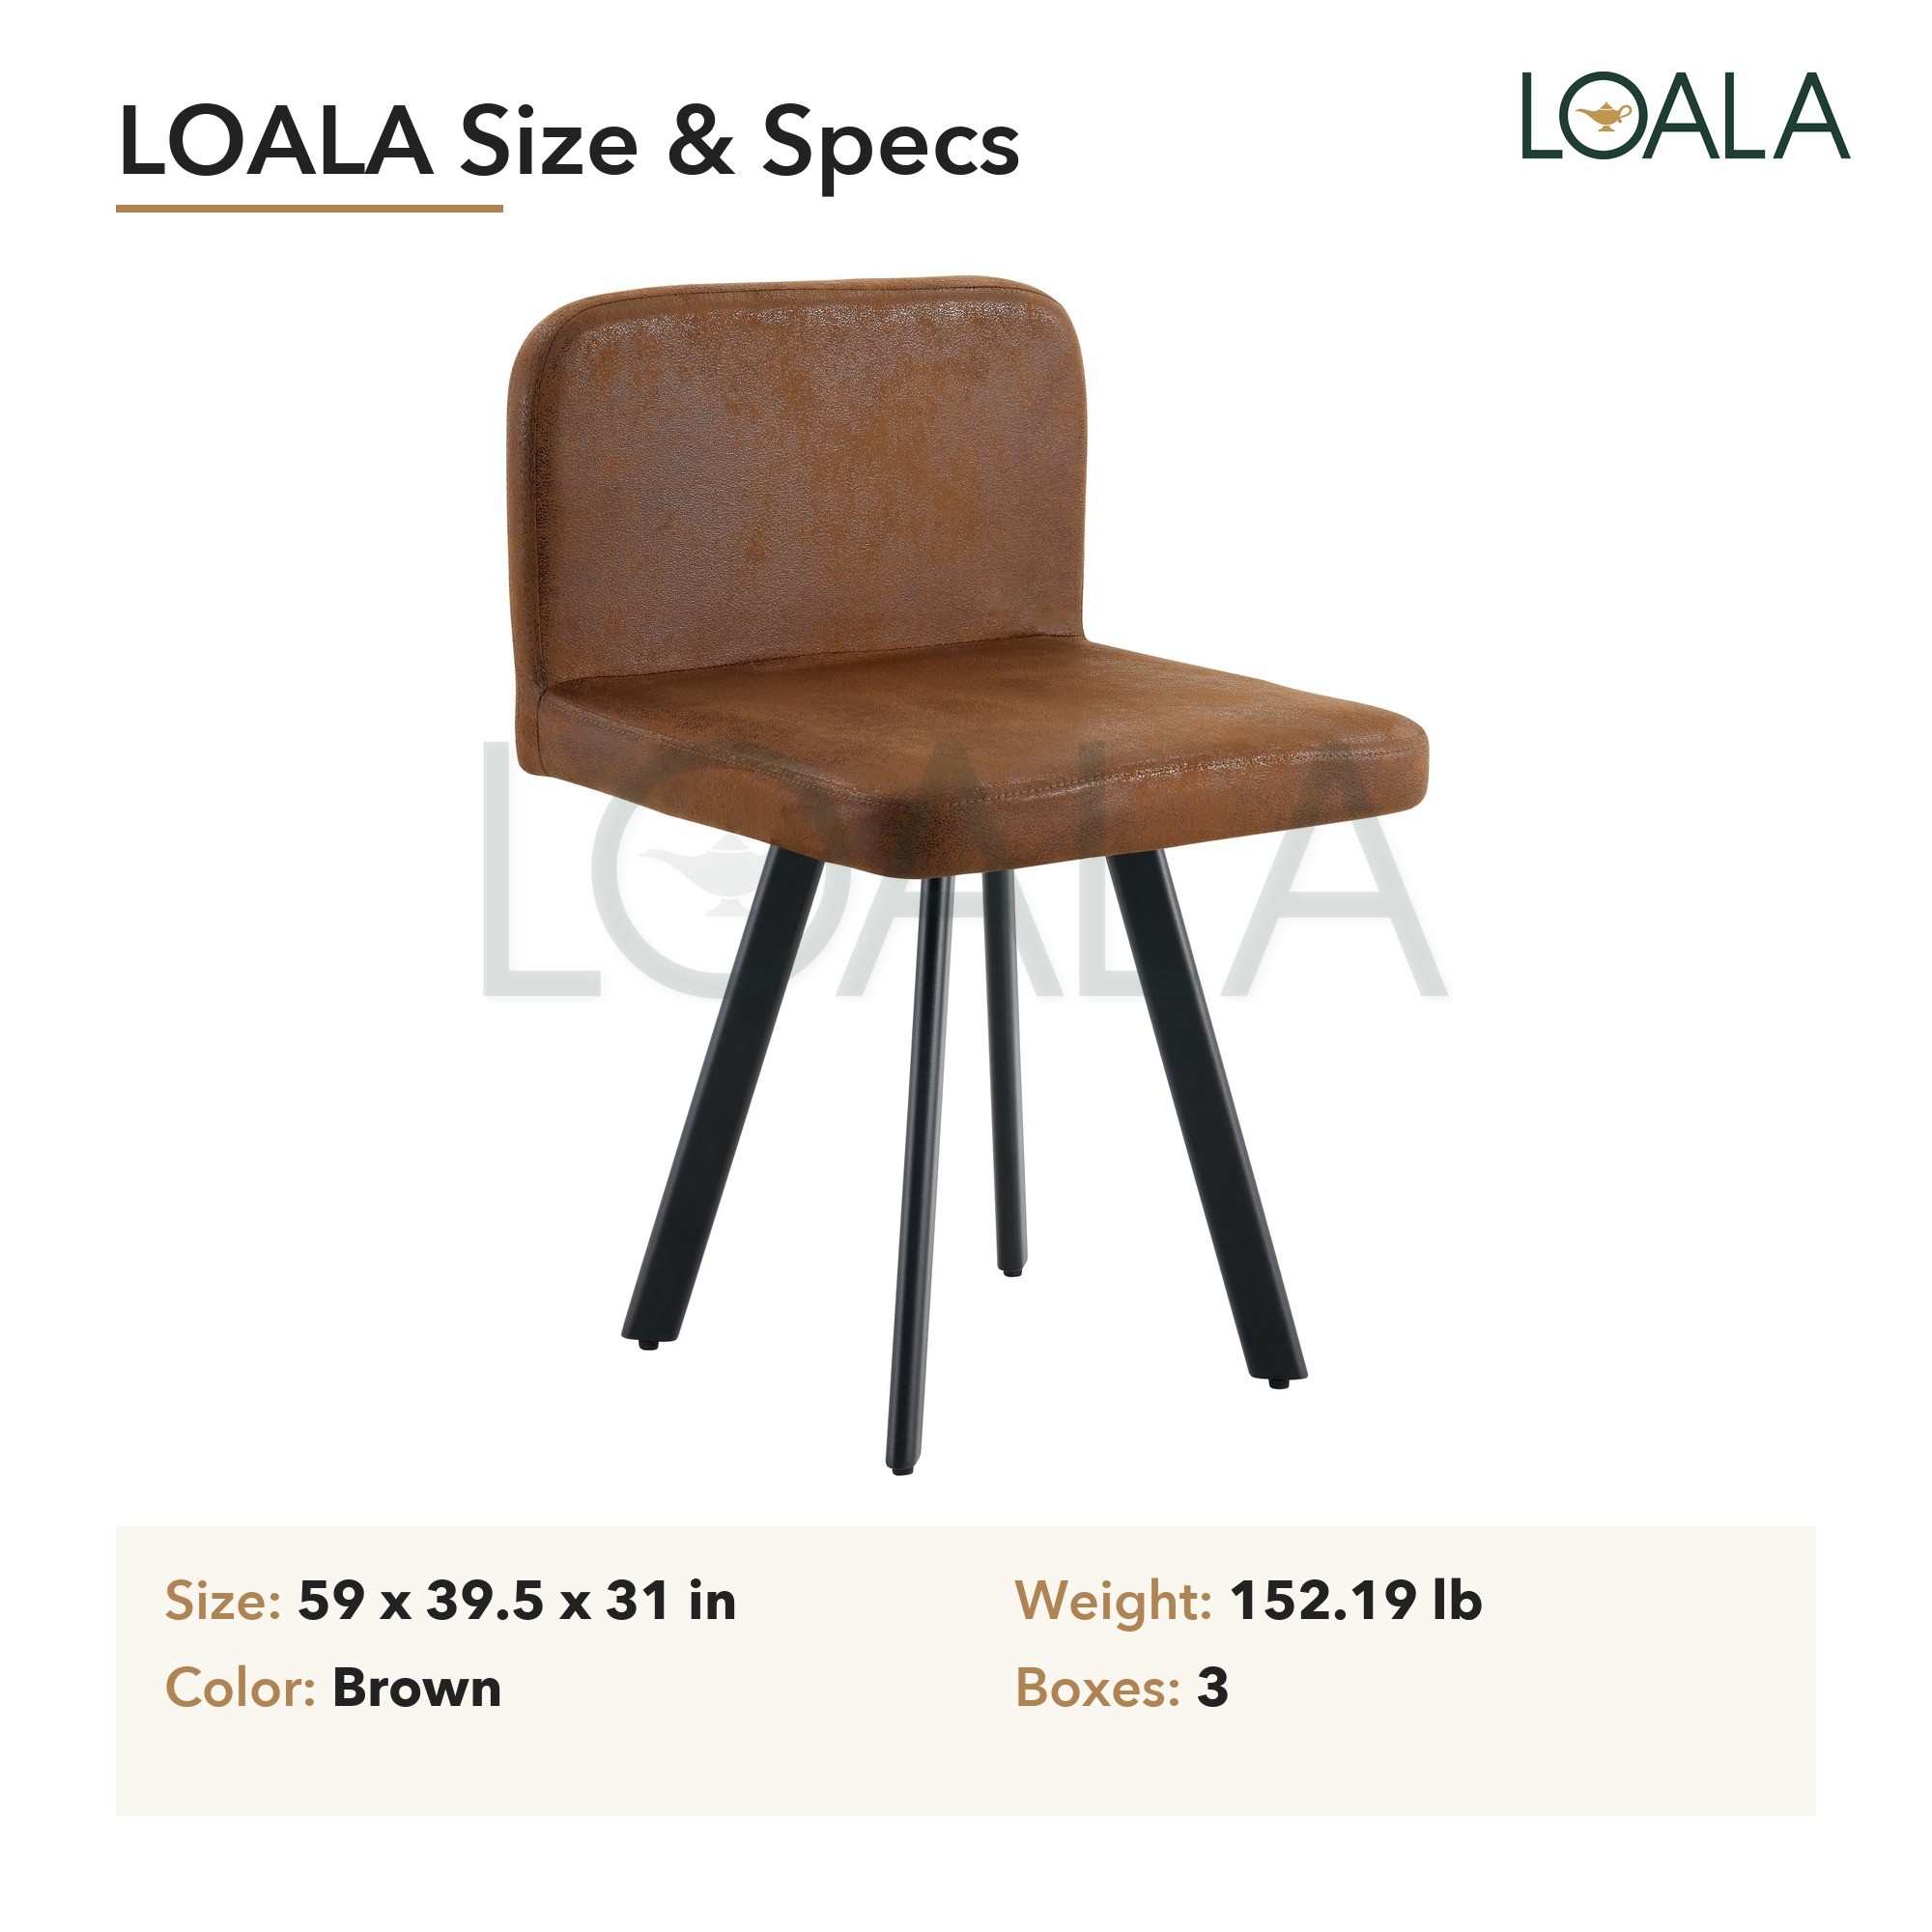 LOALA Size & Specs
LOALA
LOALA
Size: 59 x 39.5 x 31 in
Weight: 152.19 lb
Color: Brown
Boxes: 3